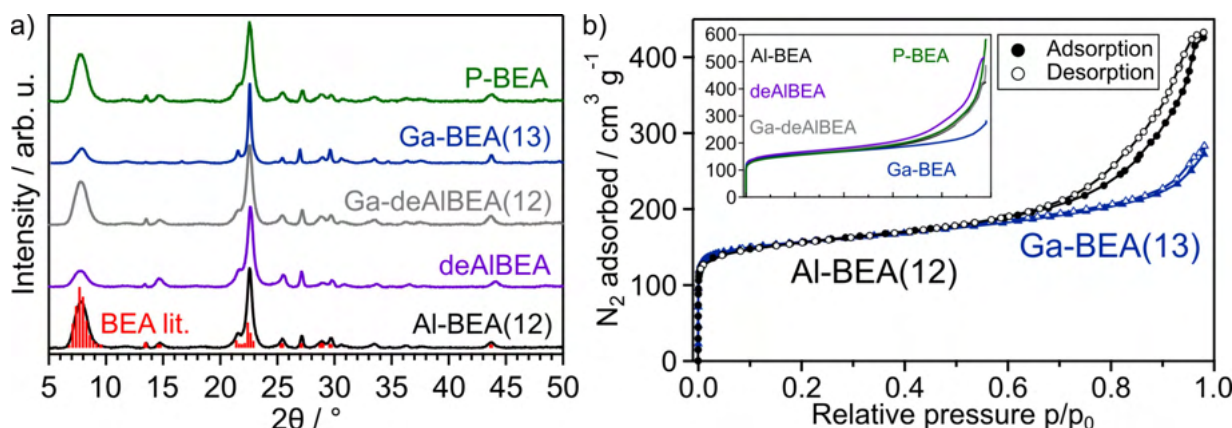 a)
Intensity / arb. u.
P-BEA
Ga-BEA(13)
Ga-deAlBEA(12)
deAlBEA
BEA lit.
Al-BEA(12)
5 10 15 20 25 30 35 40 45 50
2θ / °
b)
N2 adsorbed / cm3 g-1
400
300
200
100
0
600
500
400
300
200
100
0
Al-BEA
P-BEA
deAlBEA
Ga-deAlBEA
Ga-BEA
Adsorption
Desorption
Al-BEA(12)
Ga-BEA(13)
0.0 0.2 0.4 0.6 0.8 1.0
Relative pressure p/p0